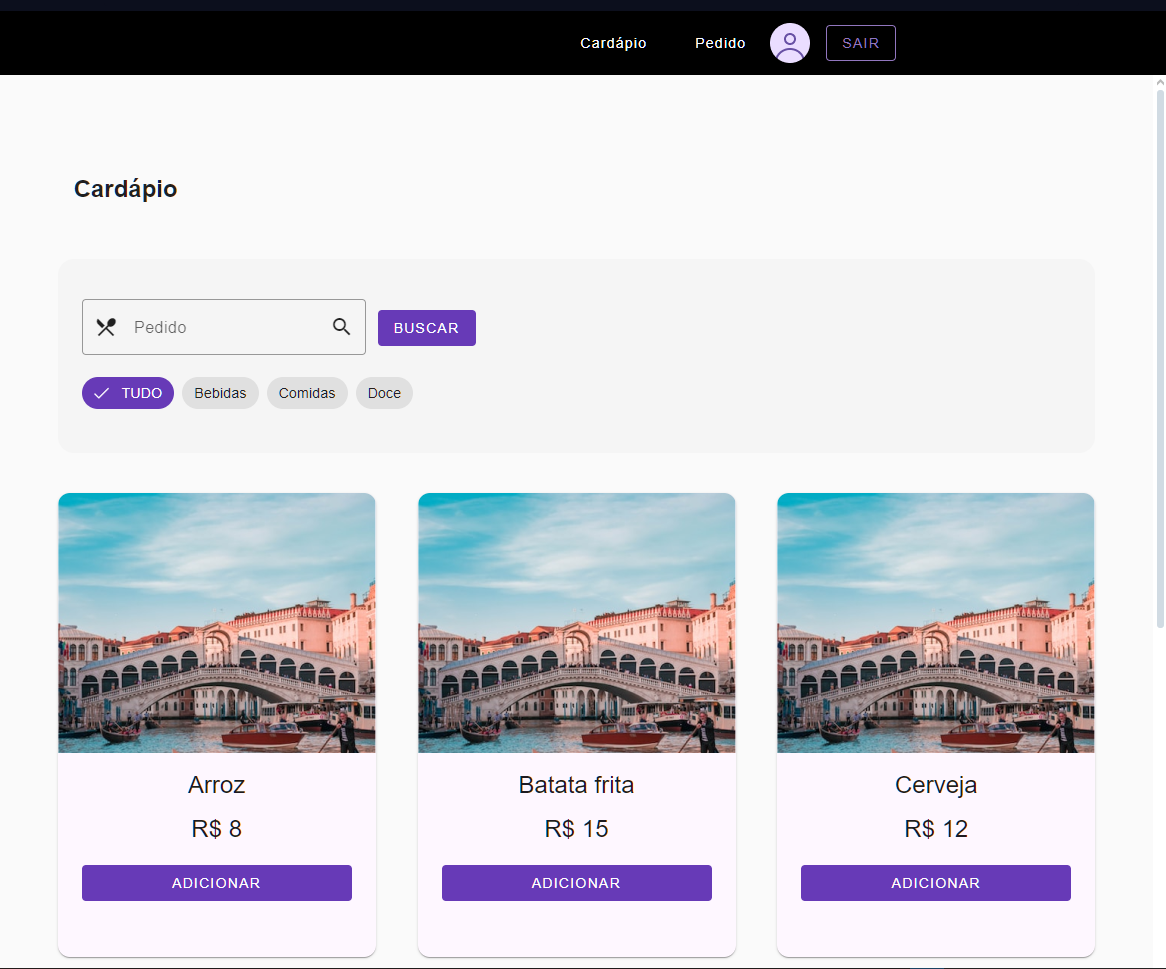 Cardápio Pedido SAIR
Cardápio
Pedido BUSCAR
TUDO Bebidas Comidas Doce
Arroz Batata frita Cerveja
R$ 8 R$ 15 R$ 12
ADICIONAR ADICIONAR ADICIONAR